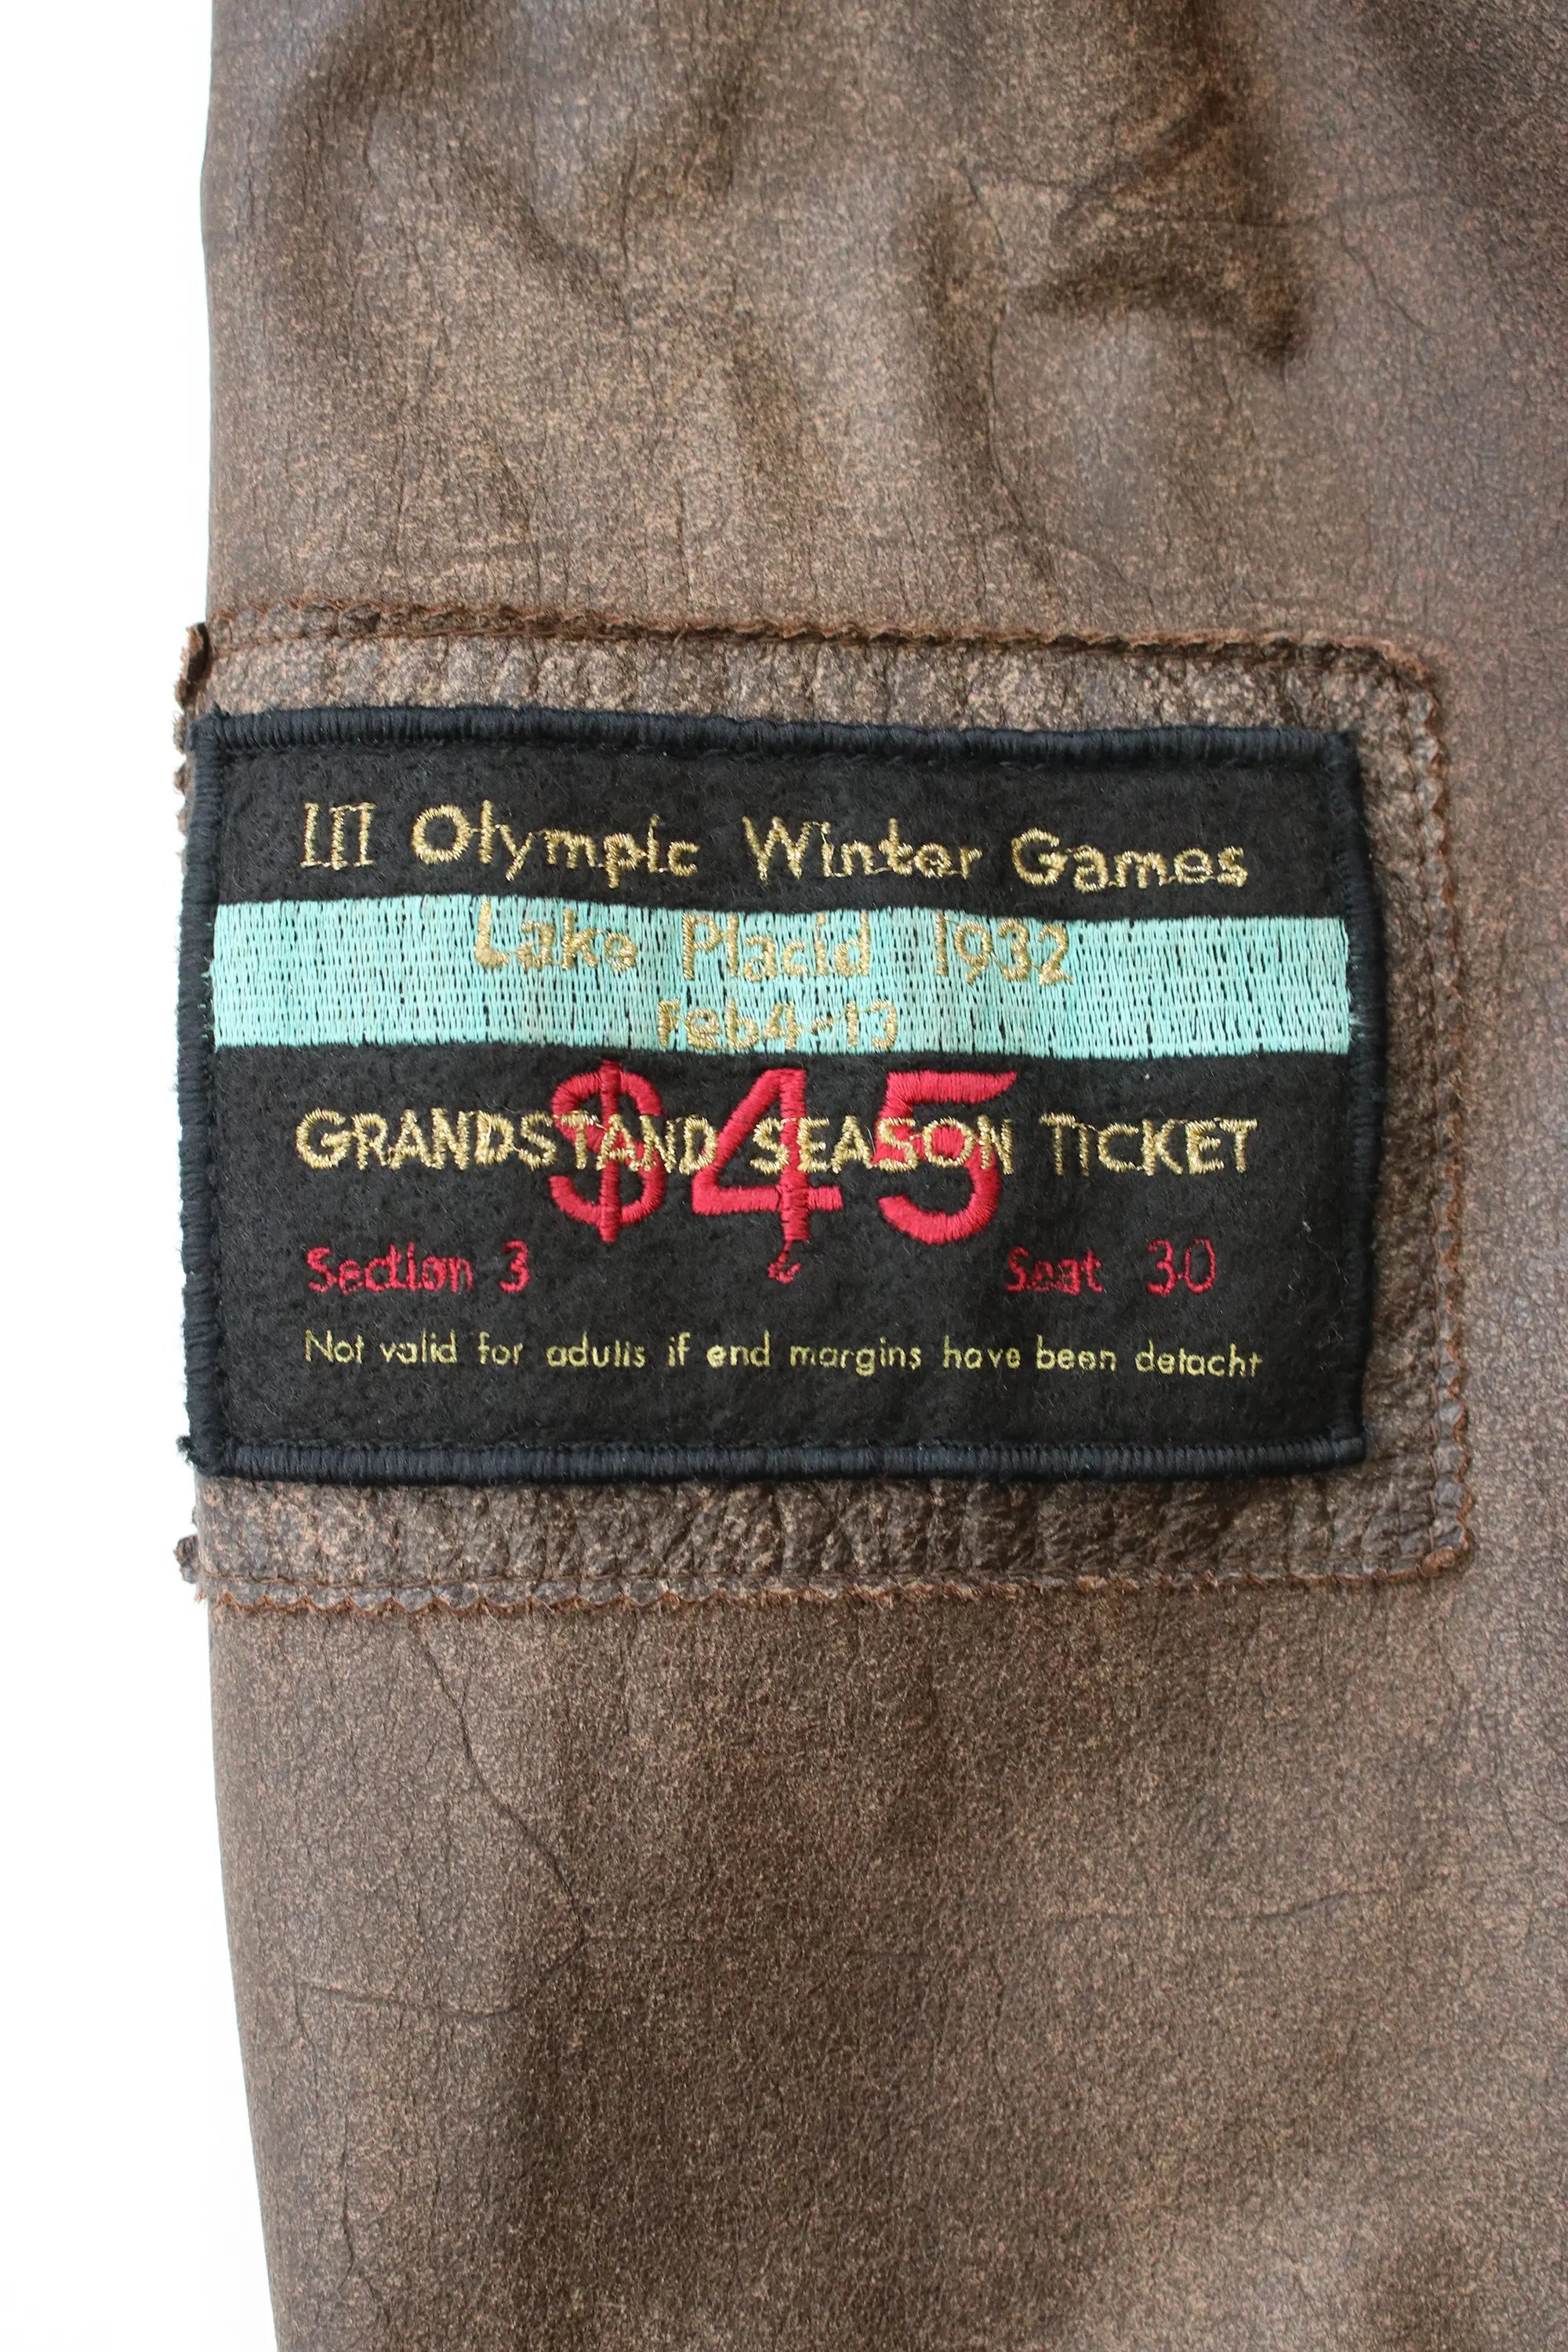 III Olympic Winter Games
Lake Placid 1932
Feb 4-13
$45
GRANDSTAND SEASON TICKET
Section 3 Seat 30
Not valid for adults if end margins have been detacht